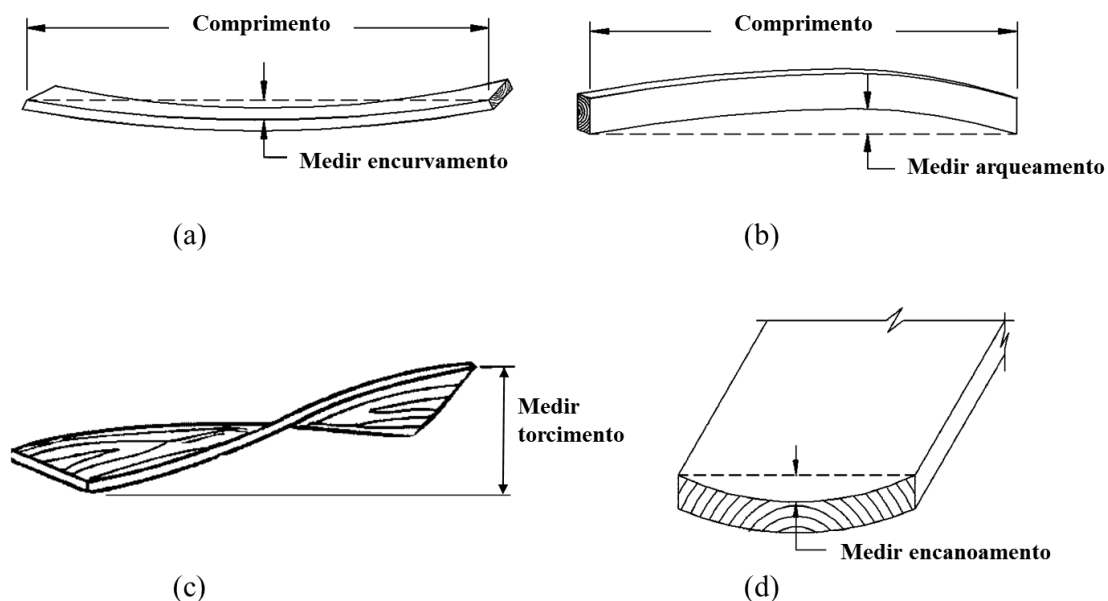 Comprimento
Medir encurvamento
(a)
Comprimento
Medir arqueamento
(b)
Medir
torcimento
(c)
Medir encanoamento
(d)